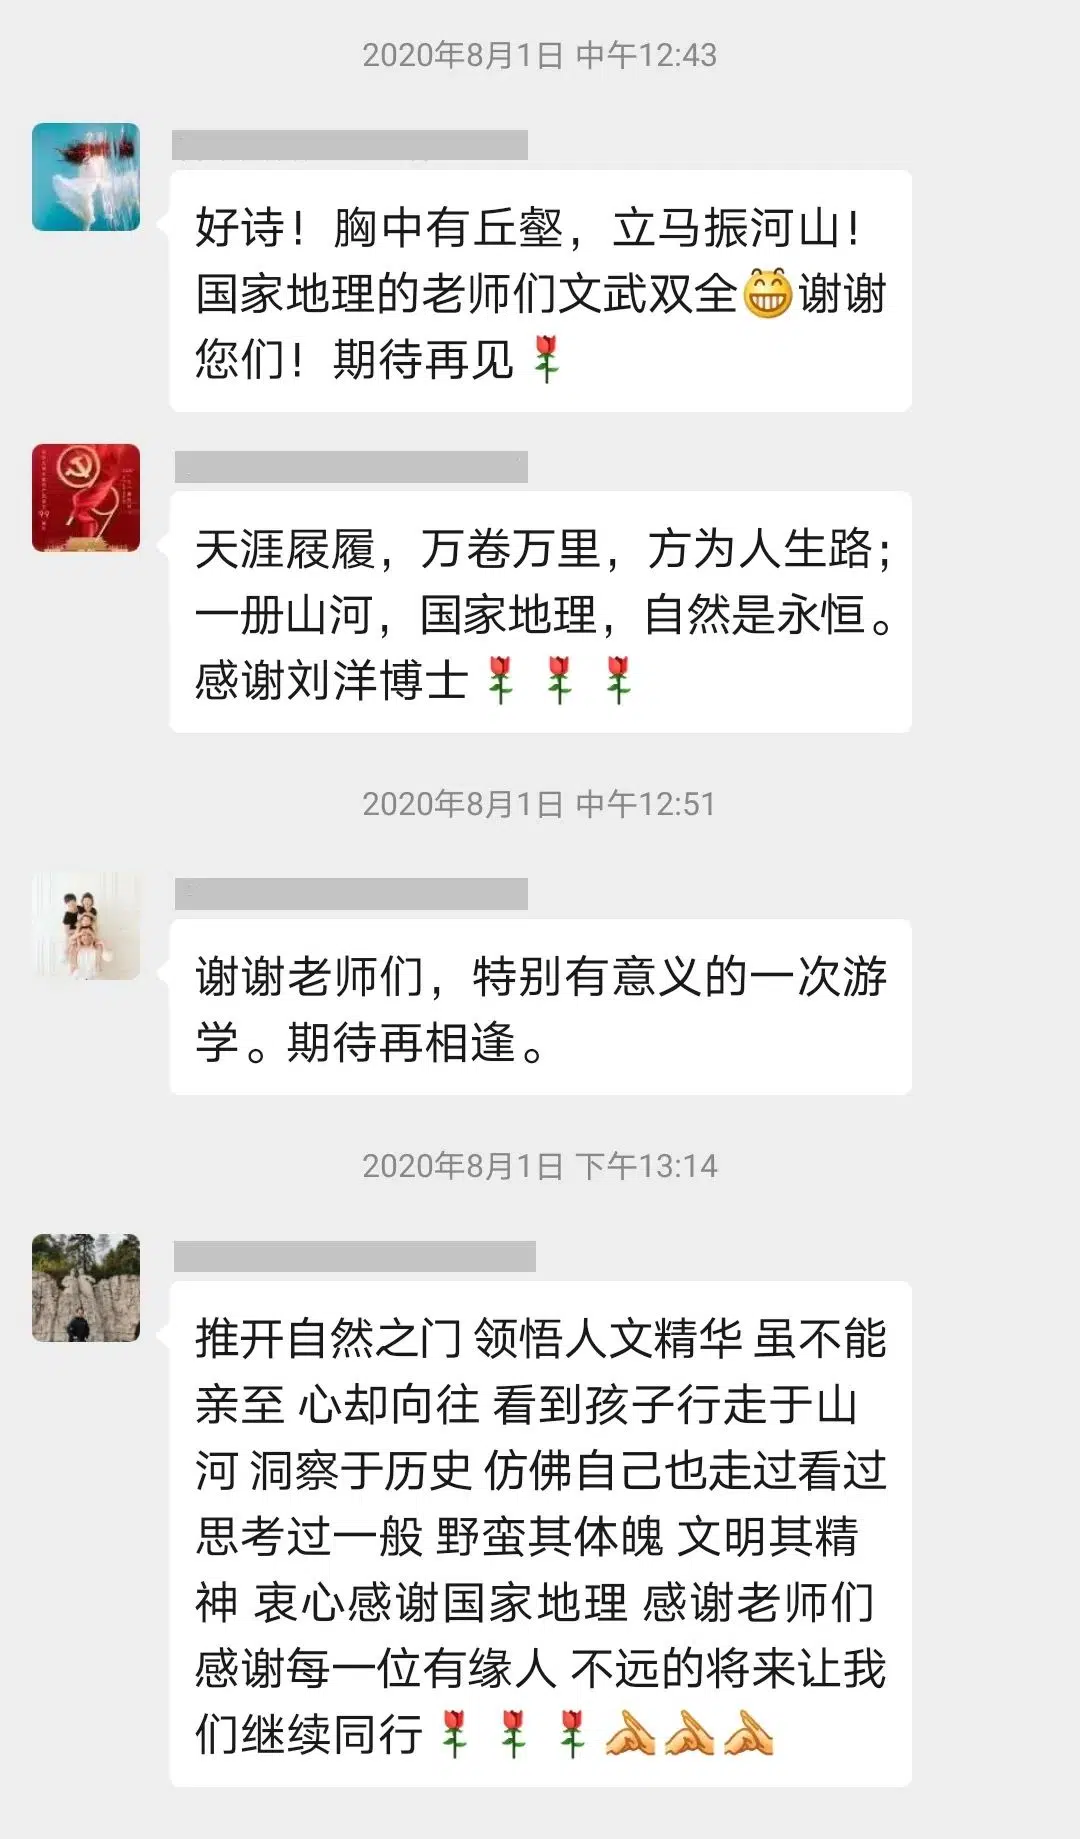 2020年8月1日 中午12:43
好诗！胸中有丘壑，立马振河山！
国家地理的老师们文武双全😁谢谢
您们！期待再见🌹
天涯屐履，万卷万里，方为人生路；
一册山河，国家地理，自然是永恒。
感谢刘洋博士🌹🌹🌹
2020年8月1日 中午12:51
谢谢老师们，特别有意义的一次游
学。期待再相逢。
2020年8月1日 下午13:14
推开自然之门 领悟人文精华 虽不能
亲至 心却向往 看到孩子行走于山
河 洞察于历史 仿佛自己也走过看过
思考过一般 野蛮其体魄 文明其精
神 衷心感谢国家地理 感谢老师们
感谢每一位有缘人 不远的将来让我
们继续同行🌹🌹🌹🙏🙏🙏